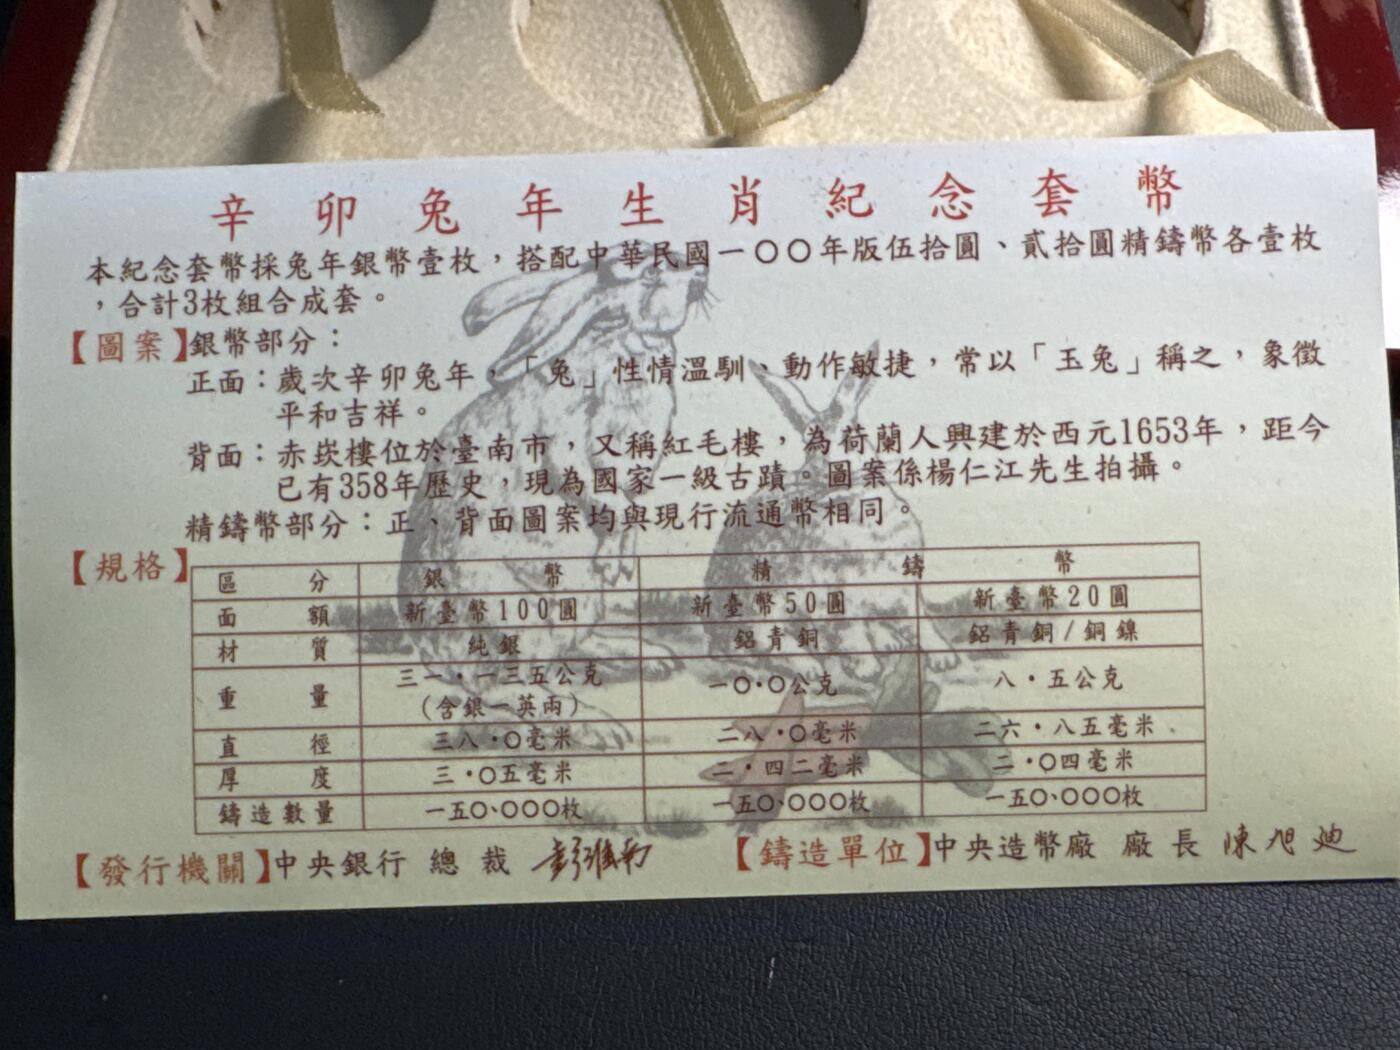 辛卯兔年生肖紀念套幣
本紀念套幣採兔年銀幣壹枚，搭配中華民國一〇〇年版伍拾圓、貳拾圓精鑄幣各壹枚
，合計3枚組合成套。
【圖案】銀幣部分：
正面：歲次辛卯兔年，「兔」性情溫馴、動作敏捷，常以「玉兔」稱之，象徵
平和吉祥。
背面：赤崁樓位於臺南市，又稱紅毛樓，為荷蘭人興建於西元1653年，距今
已有358年歷史，現為國家一級古蹟。圖案係楊仁江先生拍攝。
精鑄幣部分：正、背面圖案均與現行流通幣相同。
【規格】
區分 銀幣 精鑄幣
面額 新臺幣100圓 新臺幣50圓 新臺幣20圓
材質 純銀 鋁青銅 鋁青銅/銅鎳
重量 三一・一三五公克 一〇・〇公克 八・五公克
（含銀一英兩）
直徑 三八・〇毫米 二八・〇毫米 二六・八五毫米
厚度 三・〇五毫米 二・四二毫米 二・〇四毫米
鑄造數量 一五〇、〇〇〇枚 一五〇、〇〇〇枚 一五〇、〇〇〇枚
【發行機關】中央銀行 總裁 彭淮南 【鑄造單位】中央造幣廠 廠長 陳旭迪